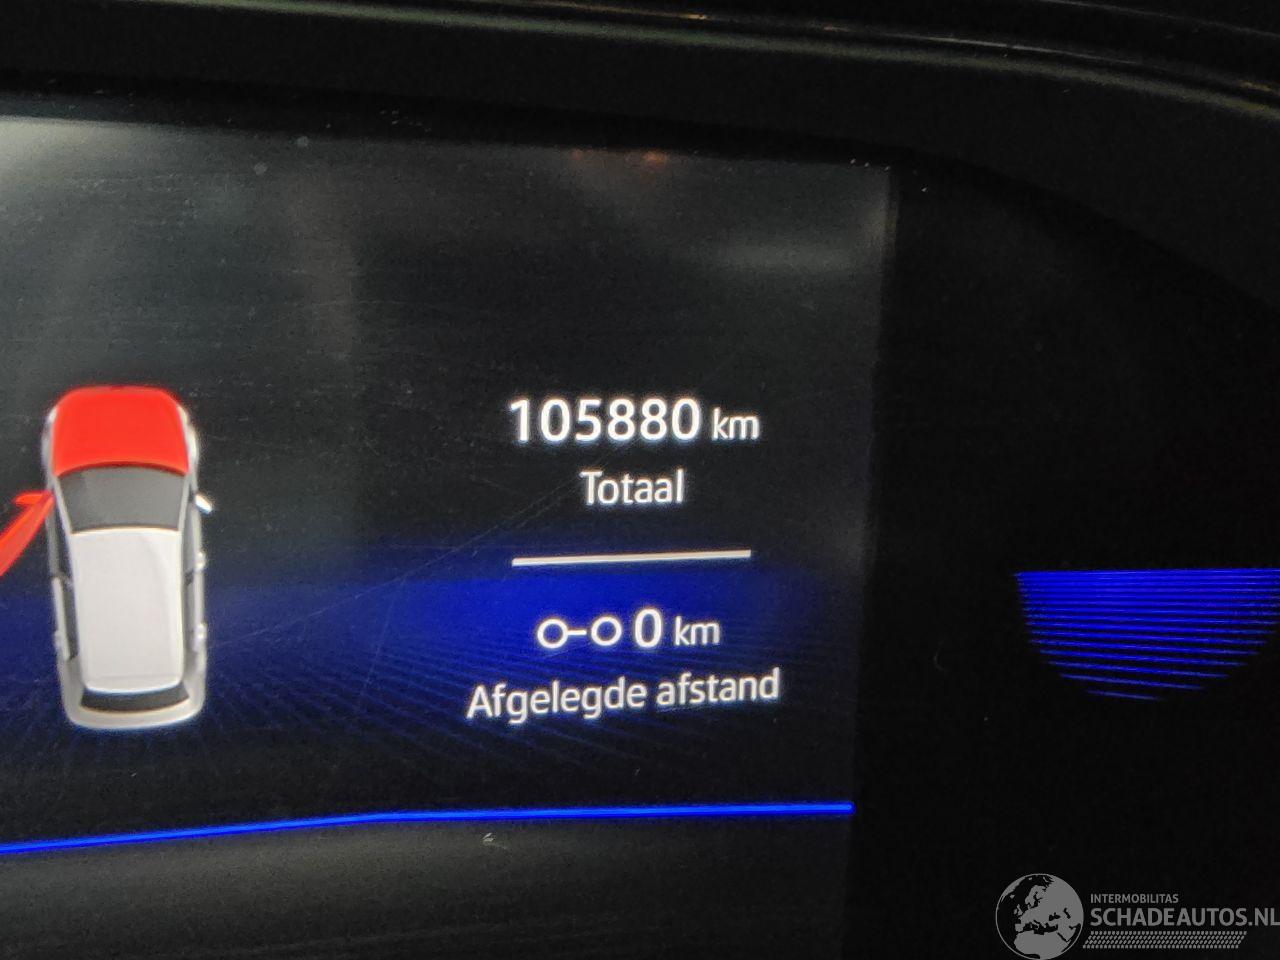 105880 km
Totaal
0 km
Afgelegde afstand
INTERMOBILITAS
SCHADEAUTOS.NL